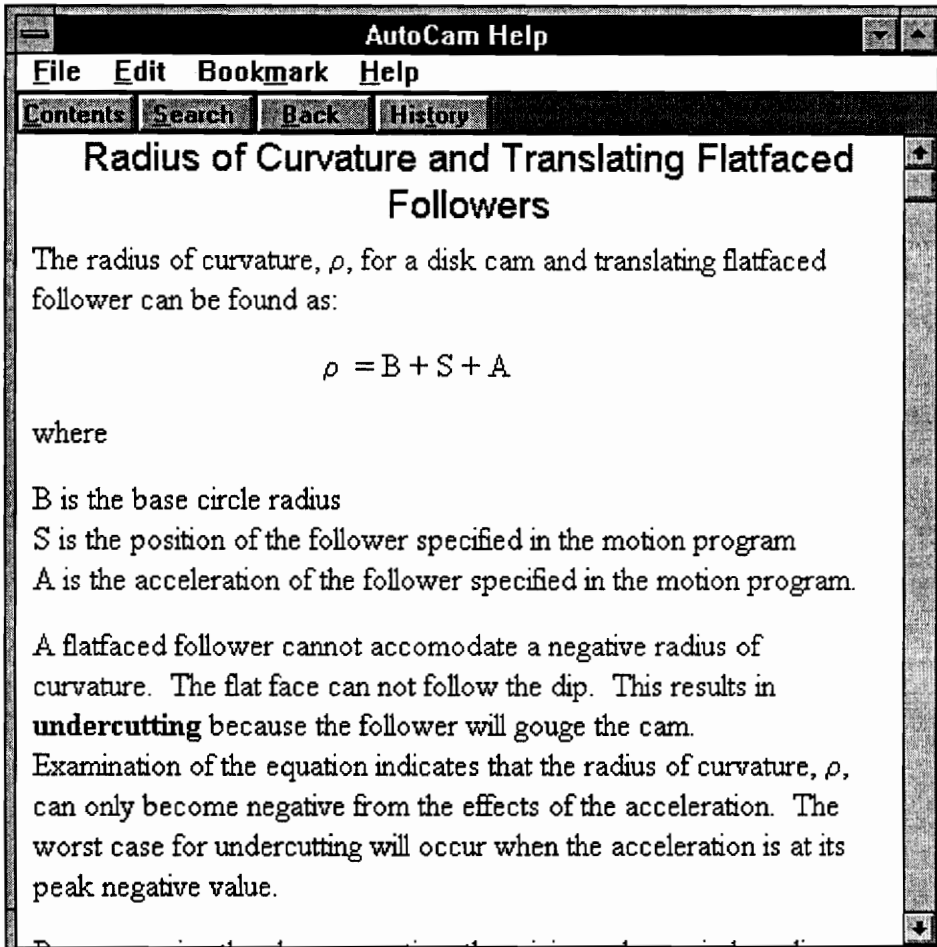 AutoCam Help
File Edit Bookmark Help
Contents Search Back History
Radius of Curvature and Translating Flatfaced
Followers
The radius of curvature, ρ, for a disk cam and translating flatfaced
follower can be found as:
ρ = B + S + A
where
B is the base circle radius
S is the position of the follower specified in the motion program
A is the acceleration of the follower specified in the motion program.
A flatfaced follower cannot accomodate a negative radius of
curvature. The flat face can not follow the dip. This results in
undercutting because the follower will gouge the cam.
Examination of the equation indicates that the radius of curvature, ρ,
can only become negative from the effects of the acceleration. The
worst case for undercutting will occur when the acceleration is at its
peak negative value.